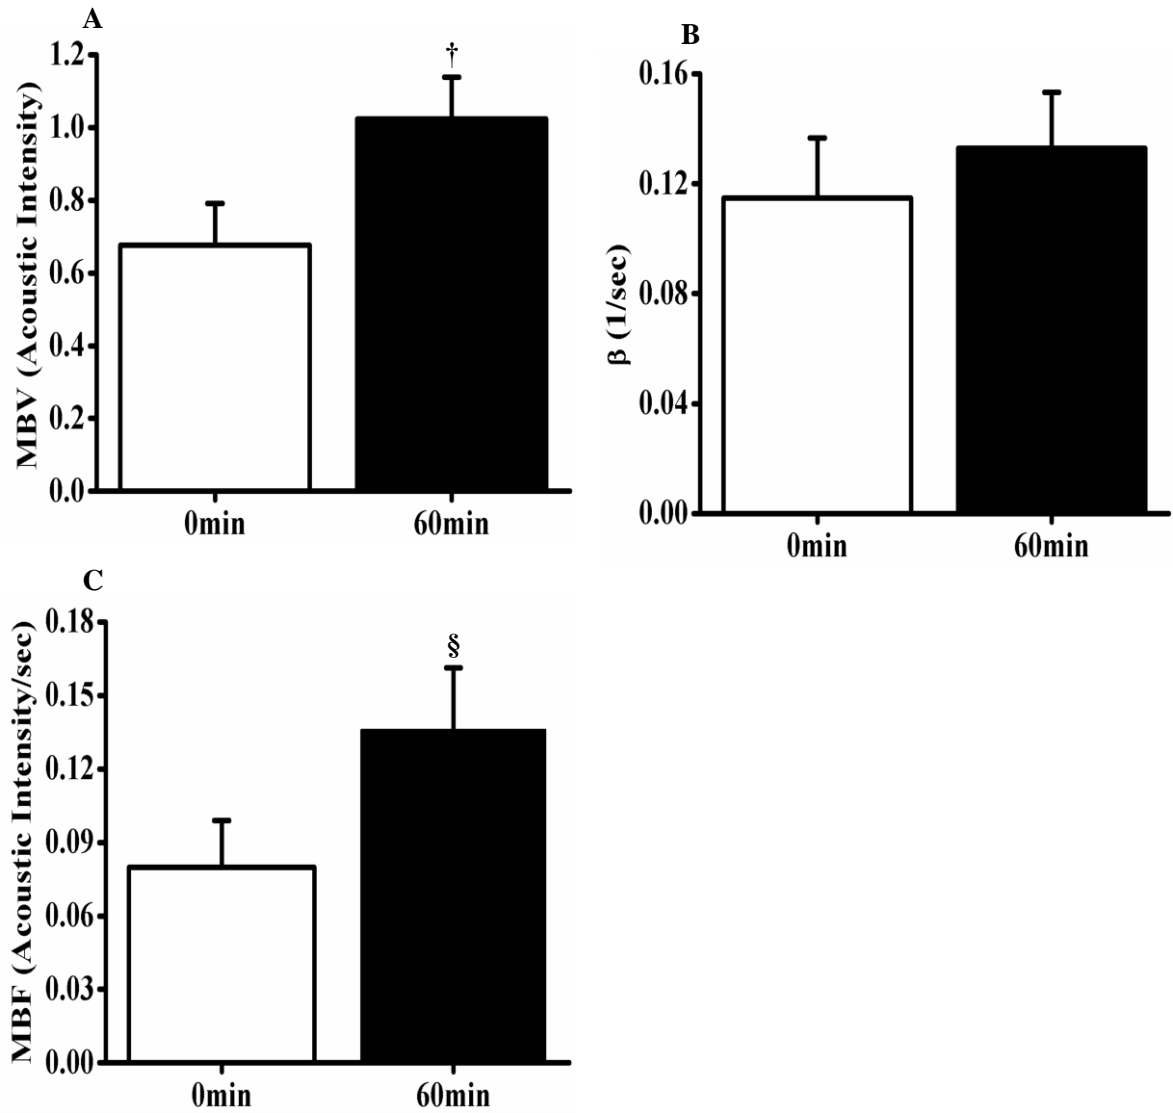 A
MBV (Acoustic Intensity)
1.2
1.0
0.8
0.6
0.4
0.2
0.0
†
0min
60min
B
β (1/sec)
0.16
0.12
0.08
0.04
0.00
0min
60min
C
MBF (Acoustic Intensity/sec)
0.18
0.15
0.12
0.09
0.06
0.03
0.00
§
0min
60min